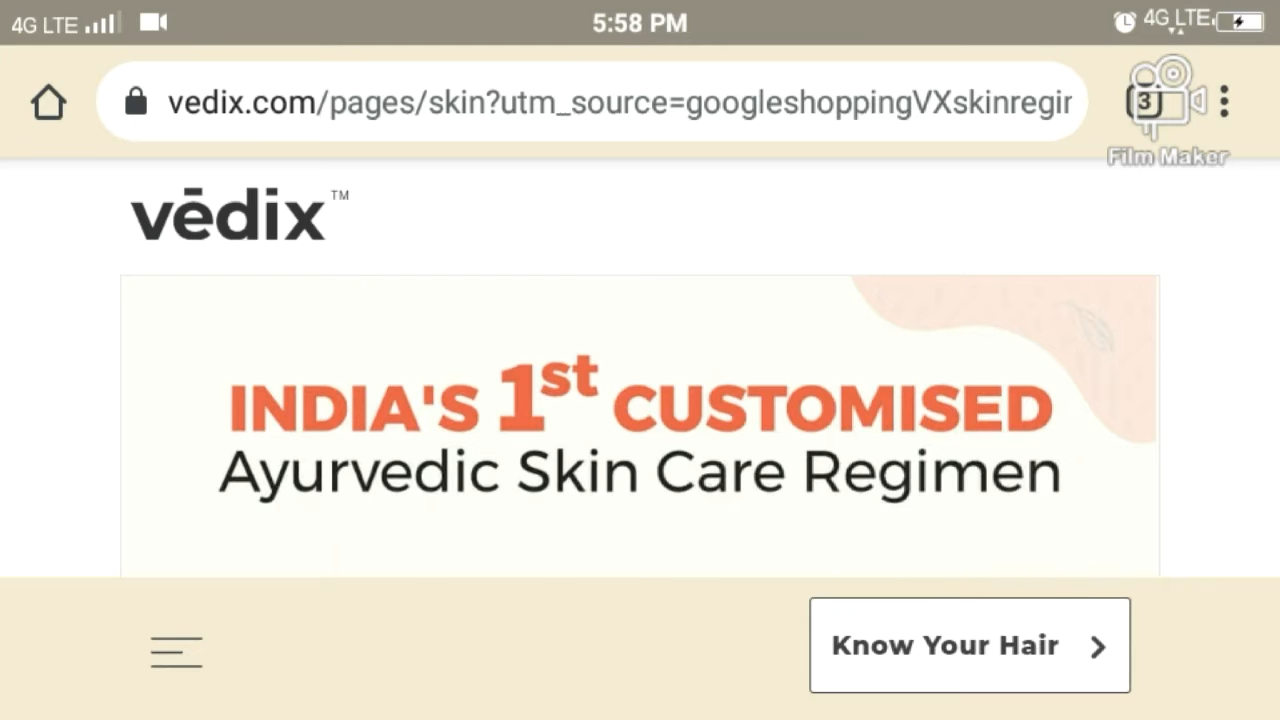 4G LTE 5:58 PM 4G LTE
vedix.com/pages/skin?utm_source=googleshoppingVXskinregir
3
Film Maker
vēdix™
INDIA'S 1st CUSTOMISED
Ayurvedic Skin Care Regimen
Know Your Hair